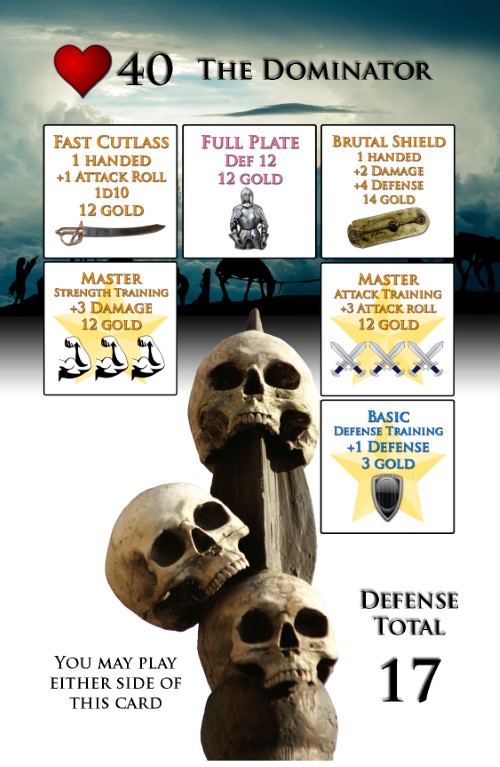 40 The Dominator
Fast Cutlass
1 handed
+1 Attack Roll
1d10
12 gold
Full Plate
Def 12
12 gold
Brutal Shield
1 handed
+2 Damage
+4 Defense
14 gold
Master
Strength Training
+3 Damage
12 gold
Master
Attack Training
+3 Attack roll
12 gold
Basic
Defense Training
+1 Defense
3 gold
Defense
Total
17
You may play
either side of
this card